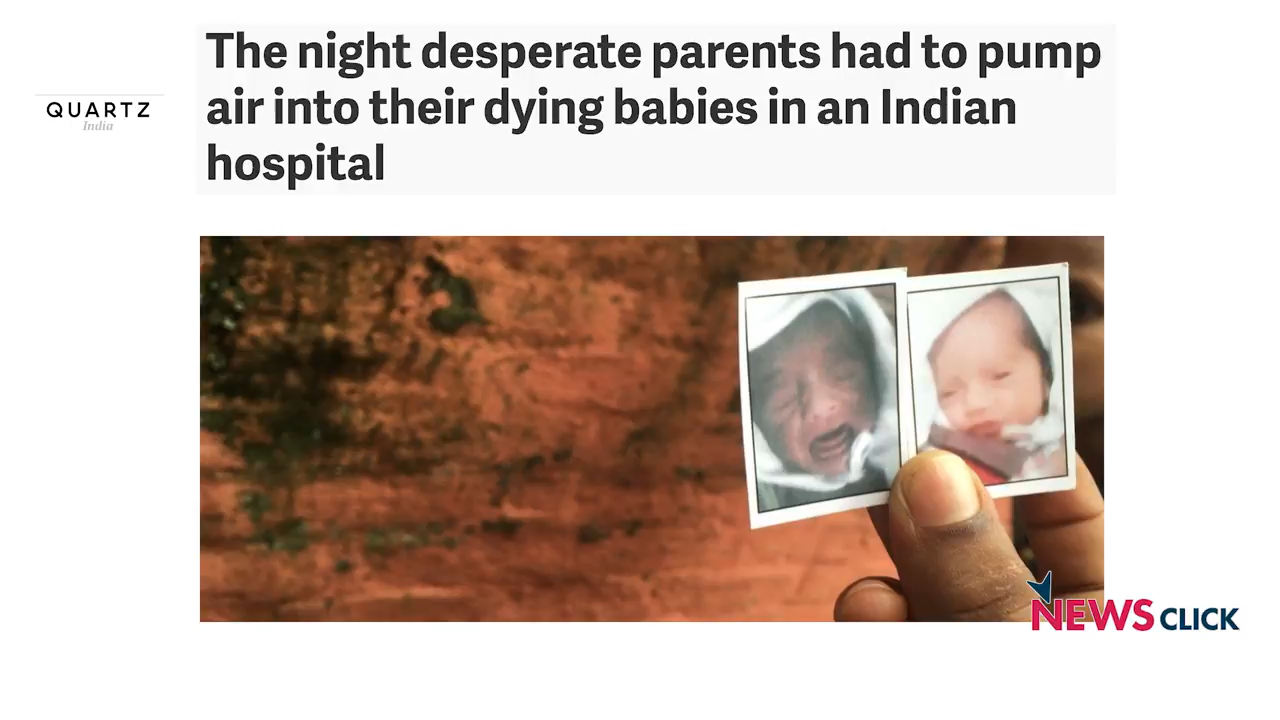 The night desperate parents had to pump
air into their dying babies in an Indian
hospital
QUARTZ
India
NEWS CLICK